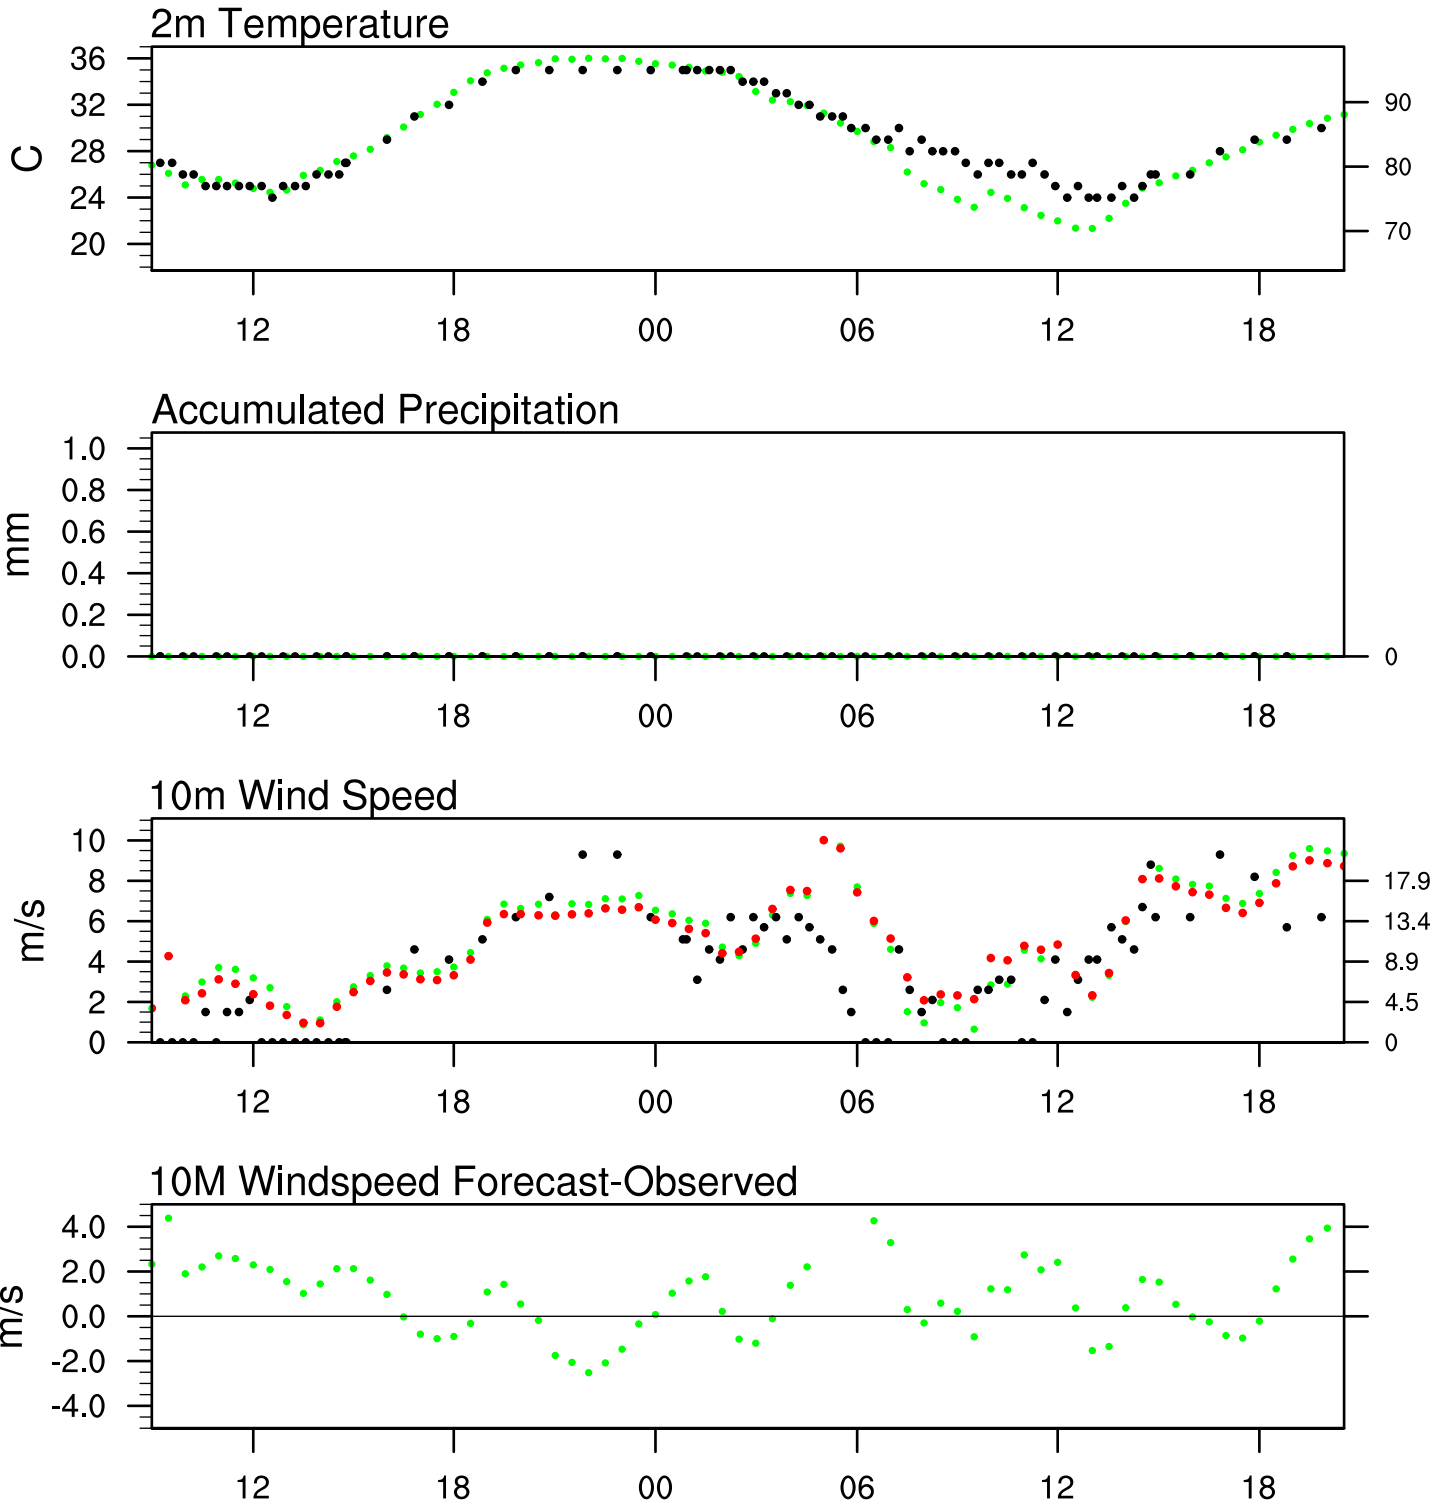 2m Temperature
36
32
28
24
20
C
90
80
70
12 18 00 06 12 18
Accumulated Precipitation
1.0
0.8
0.6
0.4
0.2
0.0
mm
0
12 18 00 06 12 18
10m Wind Speed
10
8
6
4
2
0
m/s
17.9
13.4
8.9
4.5
0
12 18 00 06 12 18
10M Windspeed Forecast-Observed
4.0
2.0
0.0
-2.0
-4.0
m/s
12 18 00 06 12 18